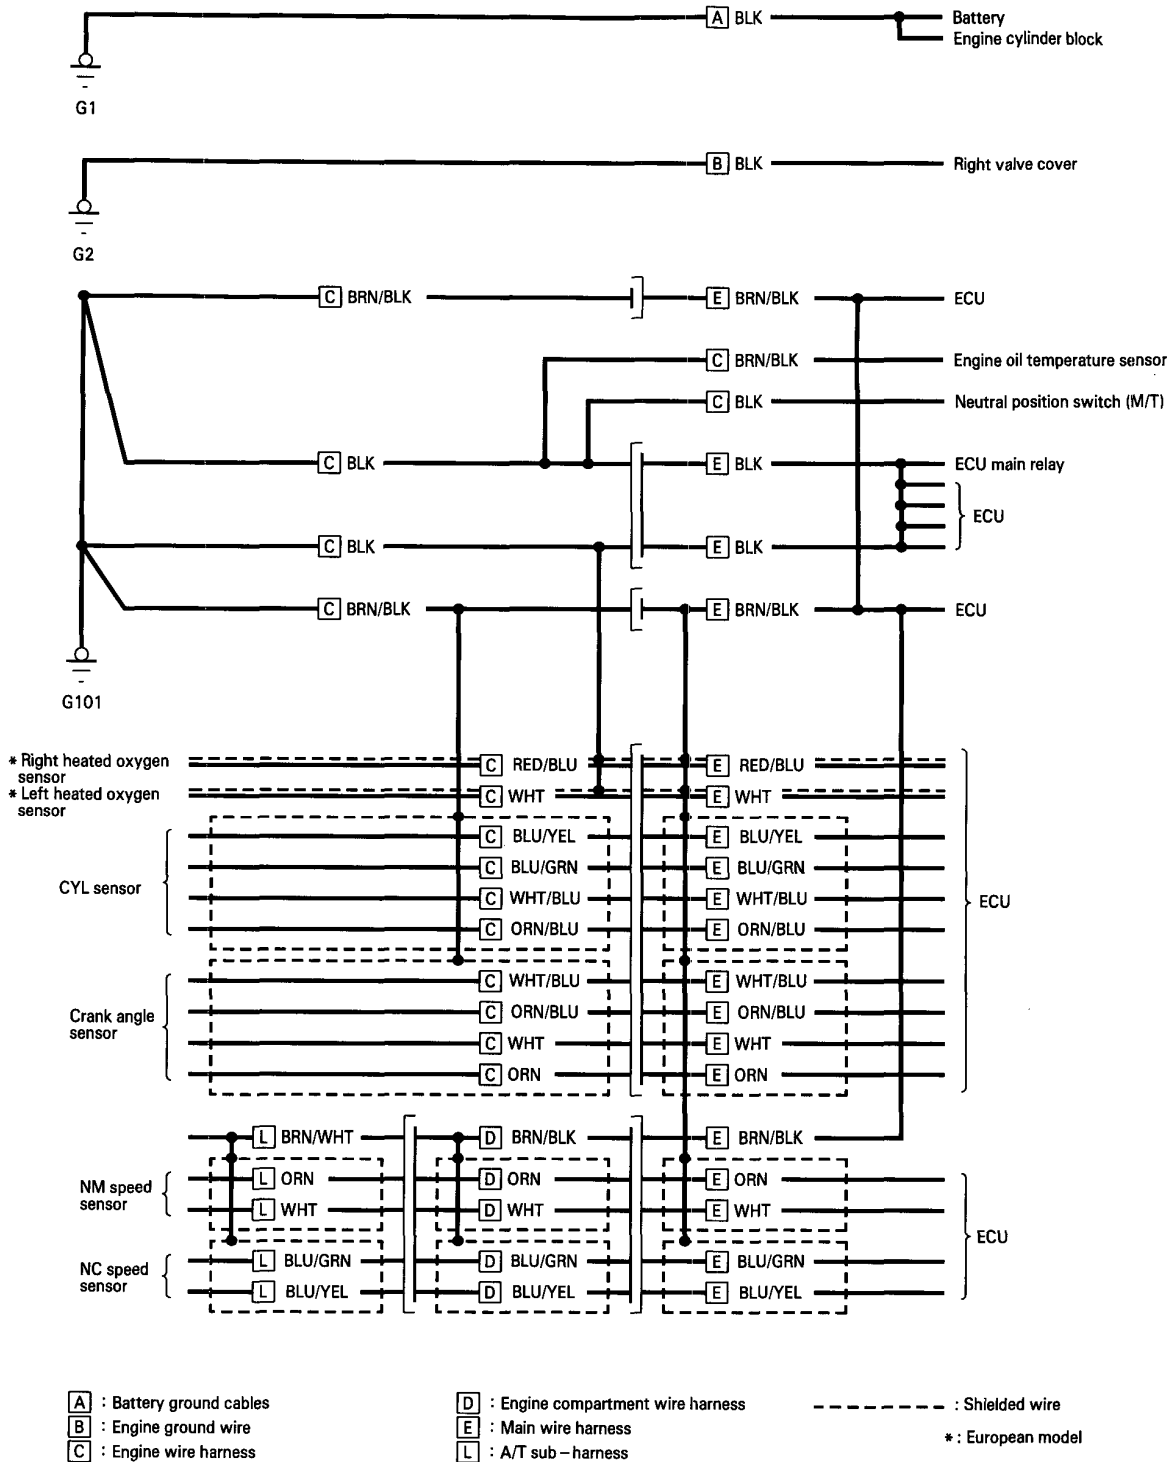 A BLK Battery
Engine cylinder block
G1
B BLK Right valve cover
G2
C BRN/BLK E BRN/BLK ECU
C BRN/BLK Engine oil temperature sensor
C BLK Neutral position switch (M/T)
C BLK E BLK ECU main relay
ECU
C BLK E BLK
C BRN/BLK E BRN/BLK ECU
G101
* Right heated oxygen
sensor
C RED/BLU E RED/BLU
* Left heated oxygen
sensor
C WHT E WHT
CYL sensor
C BLU/YEL E BLU/YEL
C BLU/GRN E BLU/GRN
C WHT/BLU E WHT/BLU
ECU
C ORN/BLU E ORN/BLU
Crank angle
sensor
C WHT/BLU E WHT/BLU
C ORN/BLU E ORN/BLU
C WHT E WHT
C ORN E ORN
L BRN/WHT D BRN/BLK E BRN/BLK
NM speed
sensor
L ORN D ORN E ORN
L WHT D WHT E WHT
ECU
NC speed
sensor
L BLU/GRN D BLU/GRN E BLU/GRN
L BLU/YEL D BLU/YEL E BLU/YEL
A : Battery ground cables
B : Engine ground wire
C : Engine wire harness
D : Engine compartment wire harness
E : Main wire harness
L : A/T sub-harness
: Shielded wire
* : European model